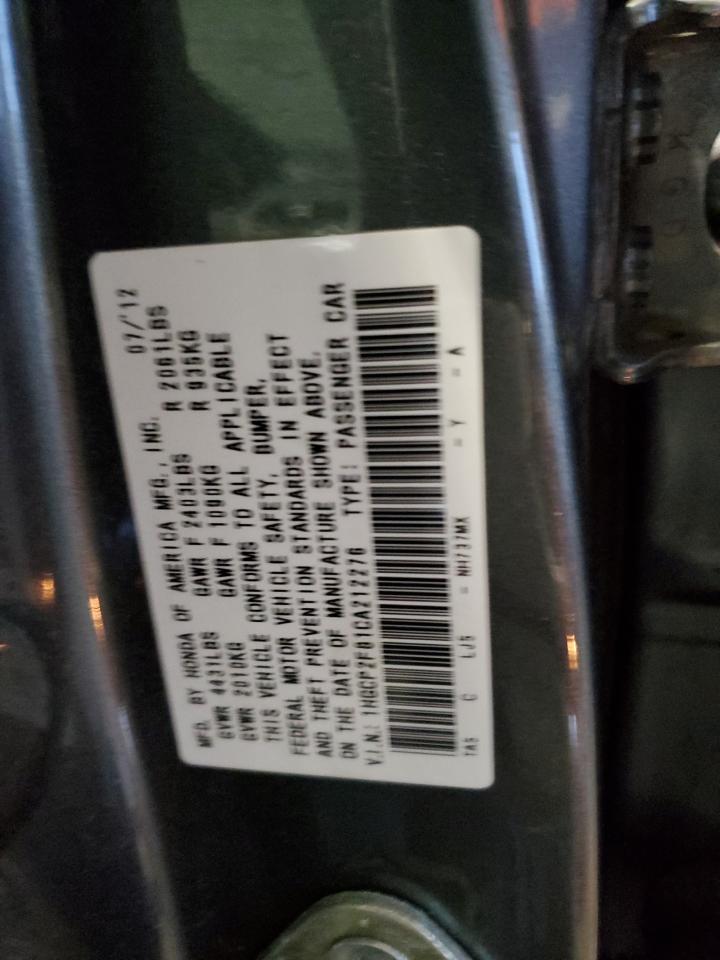 MFD. BY HONDA OF AMERICA MFG., INC. 07/'12
GVWR 4431LBS GAWR F 2403LBS R 2061LBS
GVWR 2010KG GAWR F 1090KG R 935KG
THIS VEHICLE CONFORMS TO ALL APPLICABLE
FEDERAL MOTOR VEHICLE SAFETY, BUMPER,
AND THEFT PREVENTION STANDARDS IN EFFECT
ON THE DATE OF MANUFACTURE SHOWN ABOVE.
V.I.N.: 1HGCP2F81CA212276 TYPE: PASSENGER CAR
TA5 C LJ5 = NH737MX = Y = A